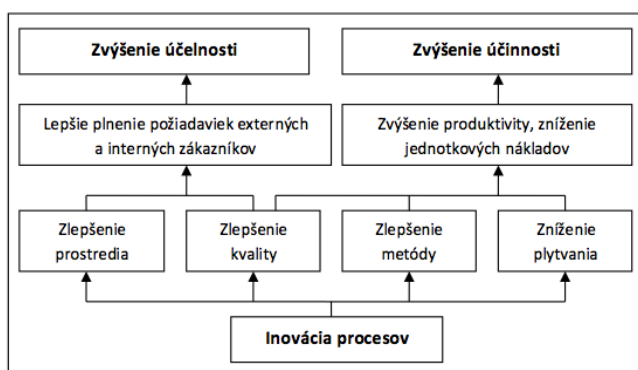 Zvýšenie účelnosti
Zvýšenie účinnosti
Lepšie plnenie požiadaviek externých
a interných zákazníkov
Zvýšenie produktivity, zníženie
jednotkových nákladov
Zlepšenie
prostredia
Zlepšenie
kvality
Zlepšenie
metódy
Zníženie
plytvania
Inovácia procesov